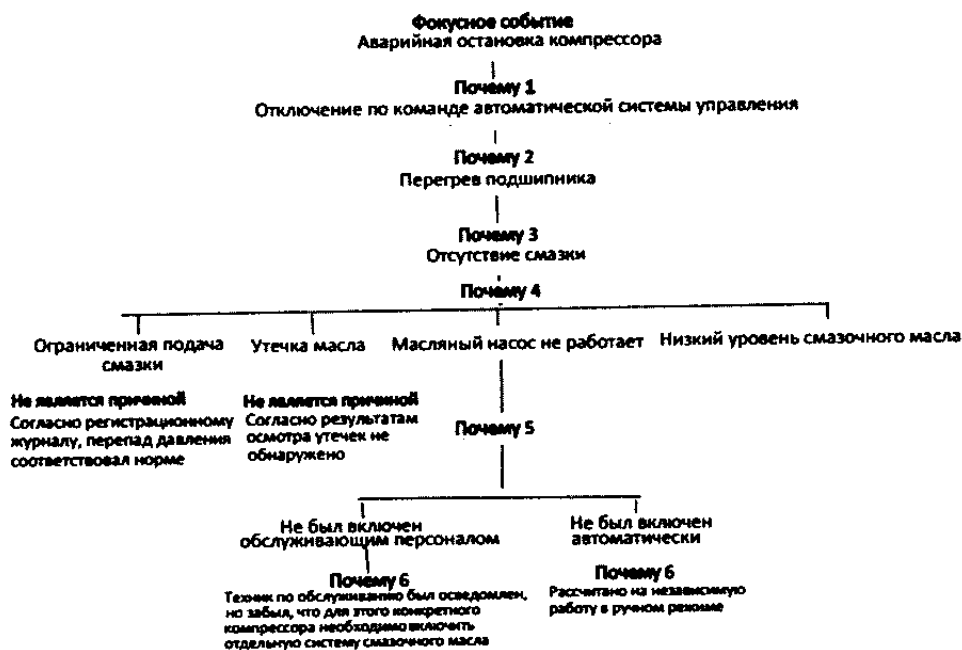 Фокусное событие
Аварийная остановка компрессора
Почему 1
Отключение по команде автоматической системы управления
Почему 2
Перегрев подшипника
Почему 3
Отсутствие смазки
Почему 4
Ограниченная подача
смазки
Утечка масла
Масляный насос не работает
Низкий уровень смазочного масла
Не является причиной
Согласно регистрационному
журналу, перепад давления
соответствовал норме
Не является причиной
Согласно результатам
осмотра утечек не
обнаружено
Почему 5
Не был включен
обслуживающим персоналом
Не был включен
автоматически
Почему 6
Техник по обслуживанию был осведомлен,
но забыл, что для этого конкретного
компрессора необходимо включить
отдельную систему смазочного масла
Почему 6
Рассчитано на независимую
работу в ручном режиме